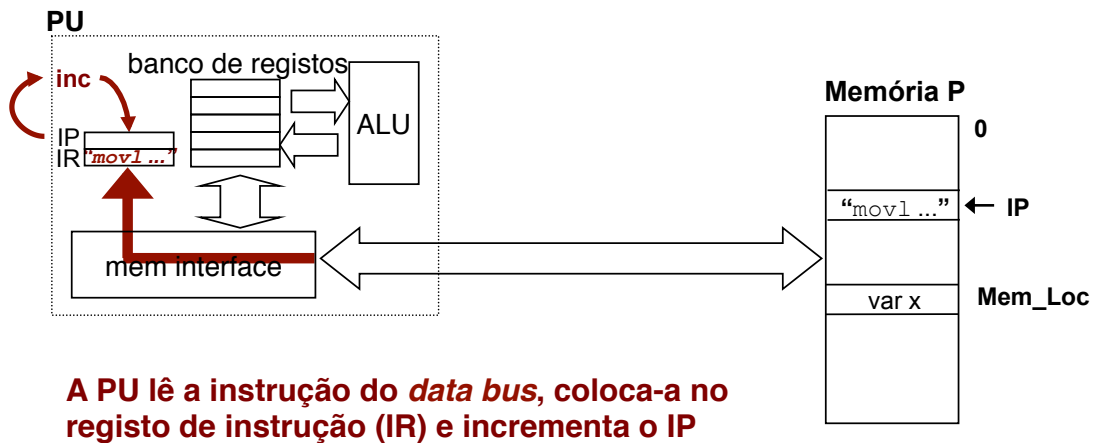 PU
banco de registos
inc
IP
IR
“movl ...”
ALU
mem interface
Memória P
0
“movl ...”
IP
var x
Mem_Loc
A PU lê a instrução do data bus, coloca-a no
registo de instrução (IR) e incrementa o IP